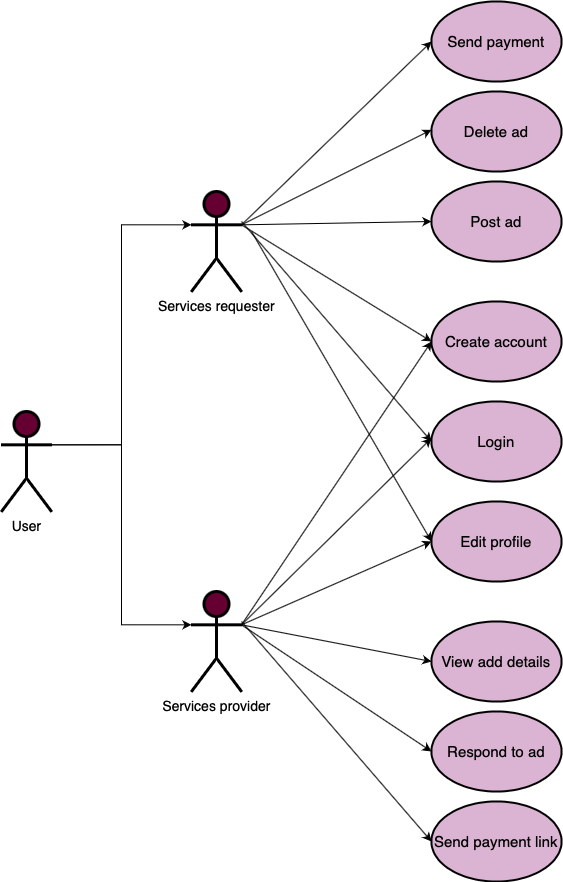 Send payment
Delete ad
Post ad
Services requester
Create account
Login
User
Edit profile
View add details
Services provider
Respond to ad
Send payment link